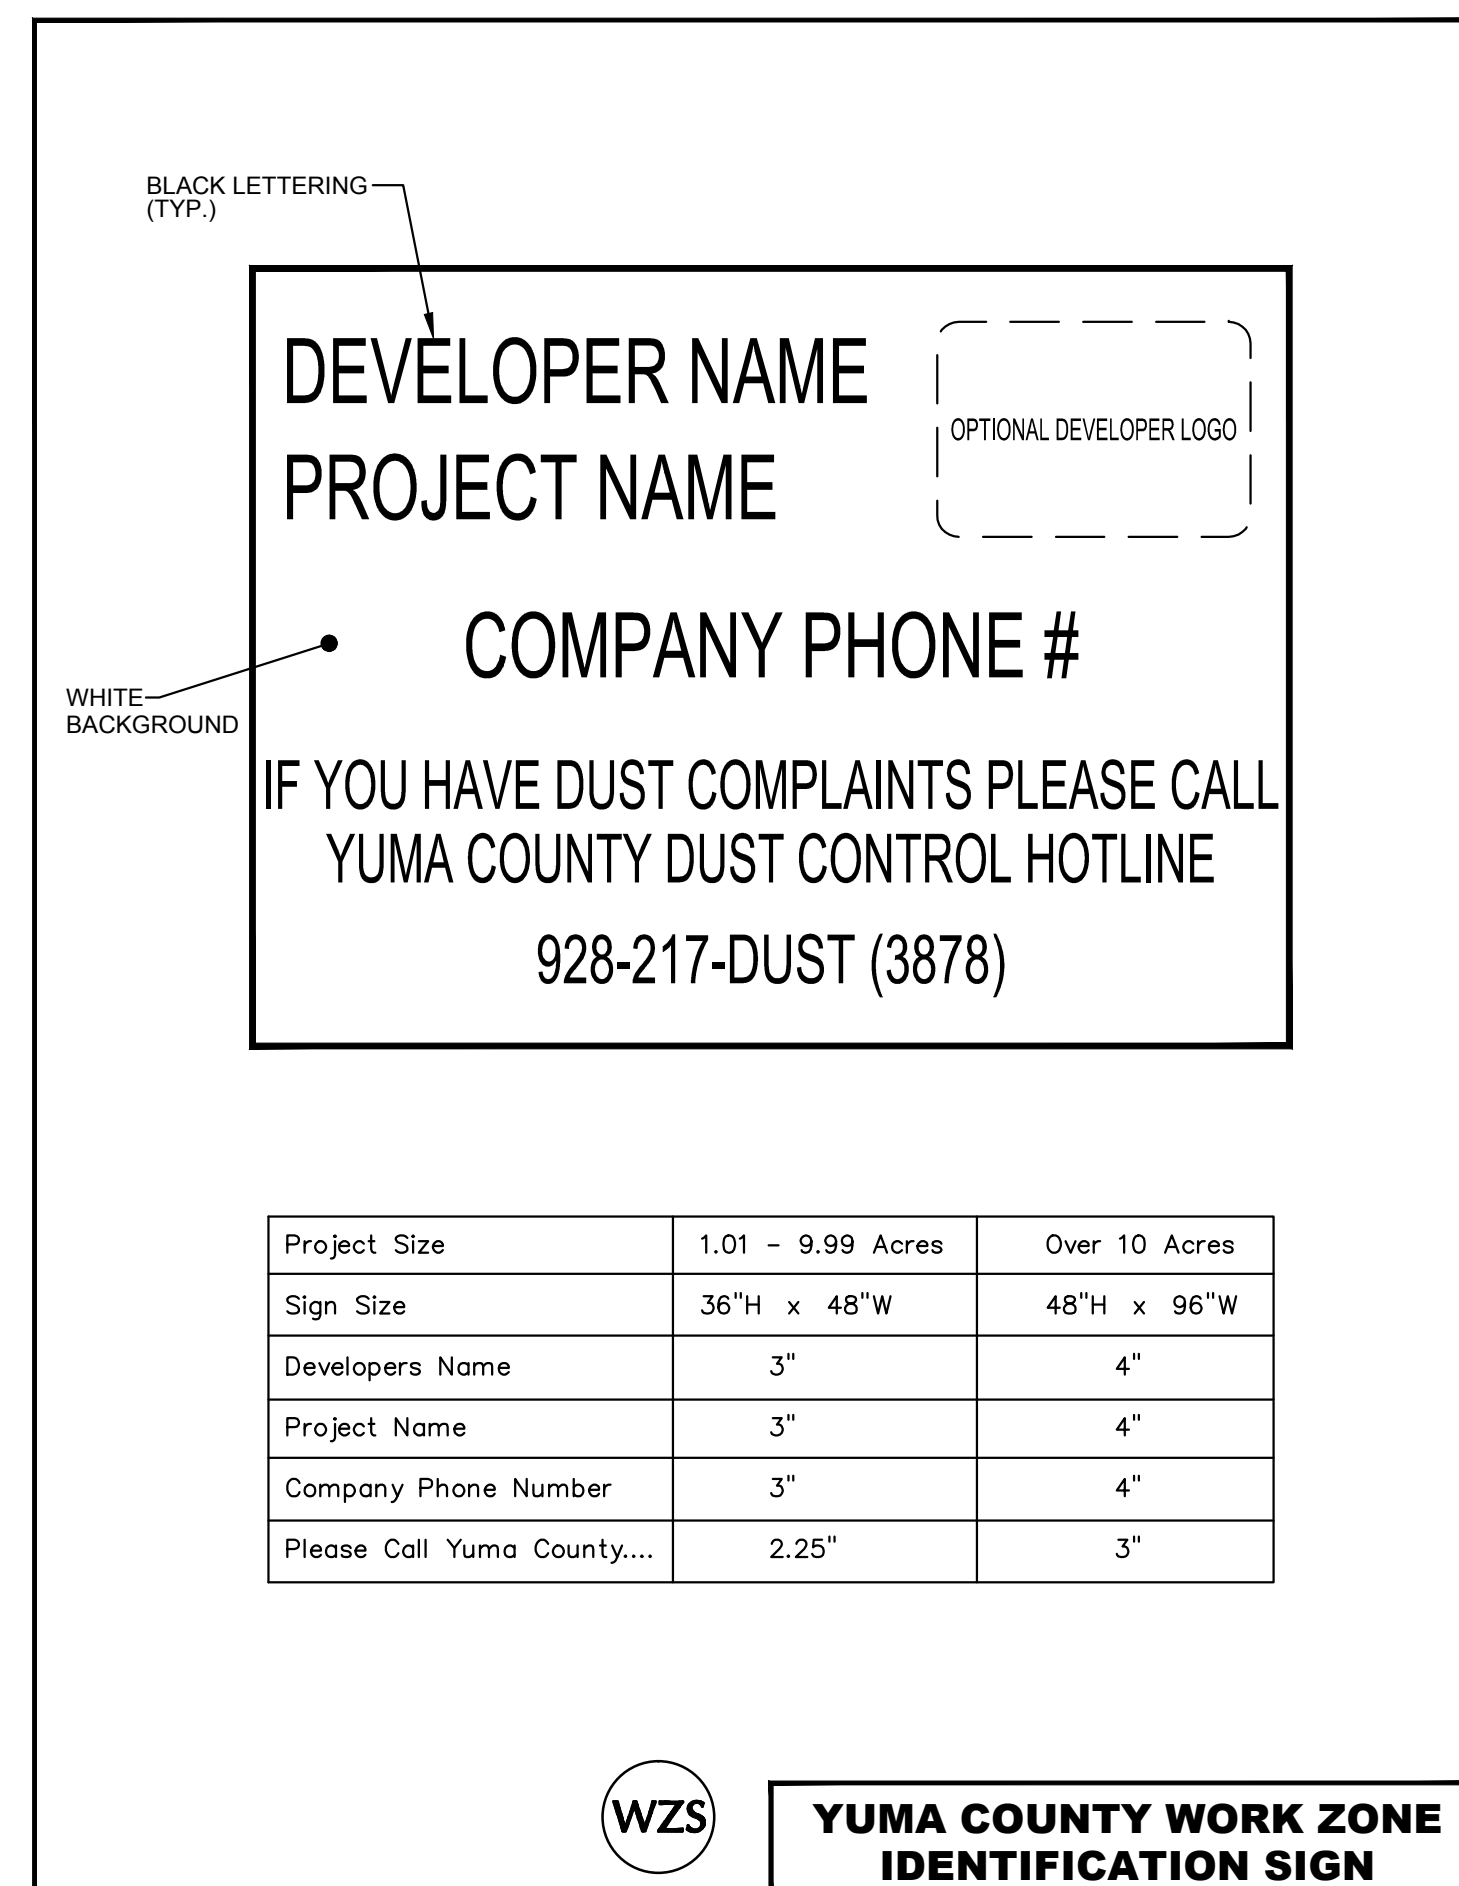 BLACK LETTERING
(TYP.)
DEVELOPER NAME
OPTIONAL DEVELOPER LOGO
PROJECT NAME
COMPANY PHONE #
WHITE
BACKGROUND
IF YOU HAVE DUST COMPLAINTS PLEASE CALL
YUMA COUNTY DUST CONTROL HOTLINE
928-217-DUST (3878)
Project Size 1.01 - 9.99 Acres Over 10 Acres
Sign Size 36"H x 48"W 48"H x 96"W
Developers Name 3" 4"
Project Name 3" 4"
Company Phone Number 3" 4"
Please Call Yuma County.... 2.25" 3"
WZS
YUMA COUNTY WORK ZONE
IDENTIFICATION SIGN